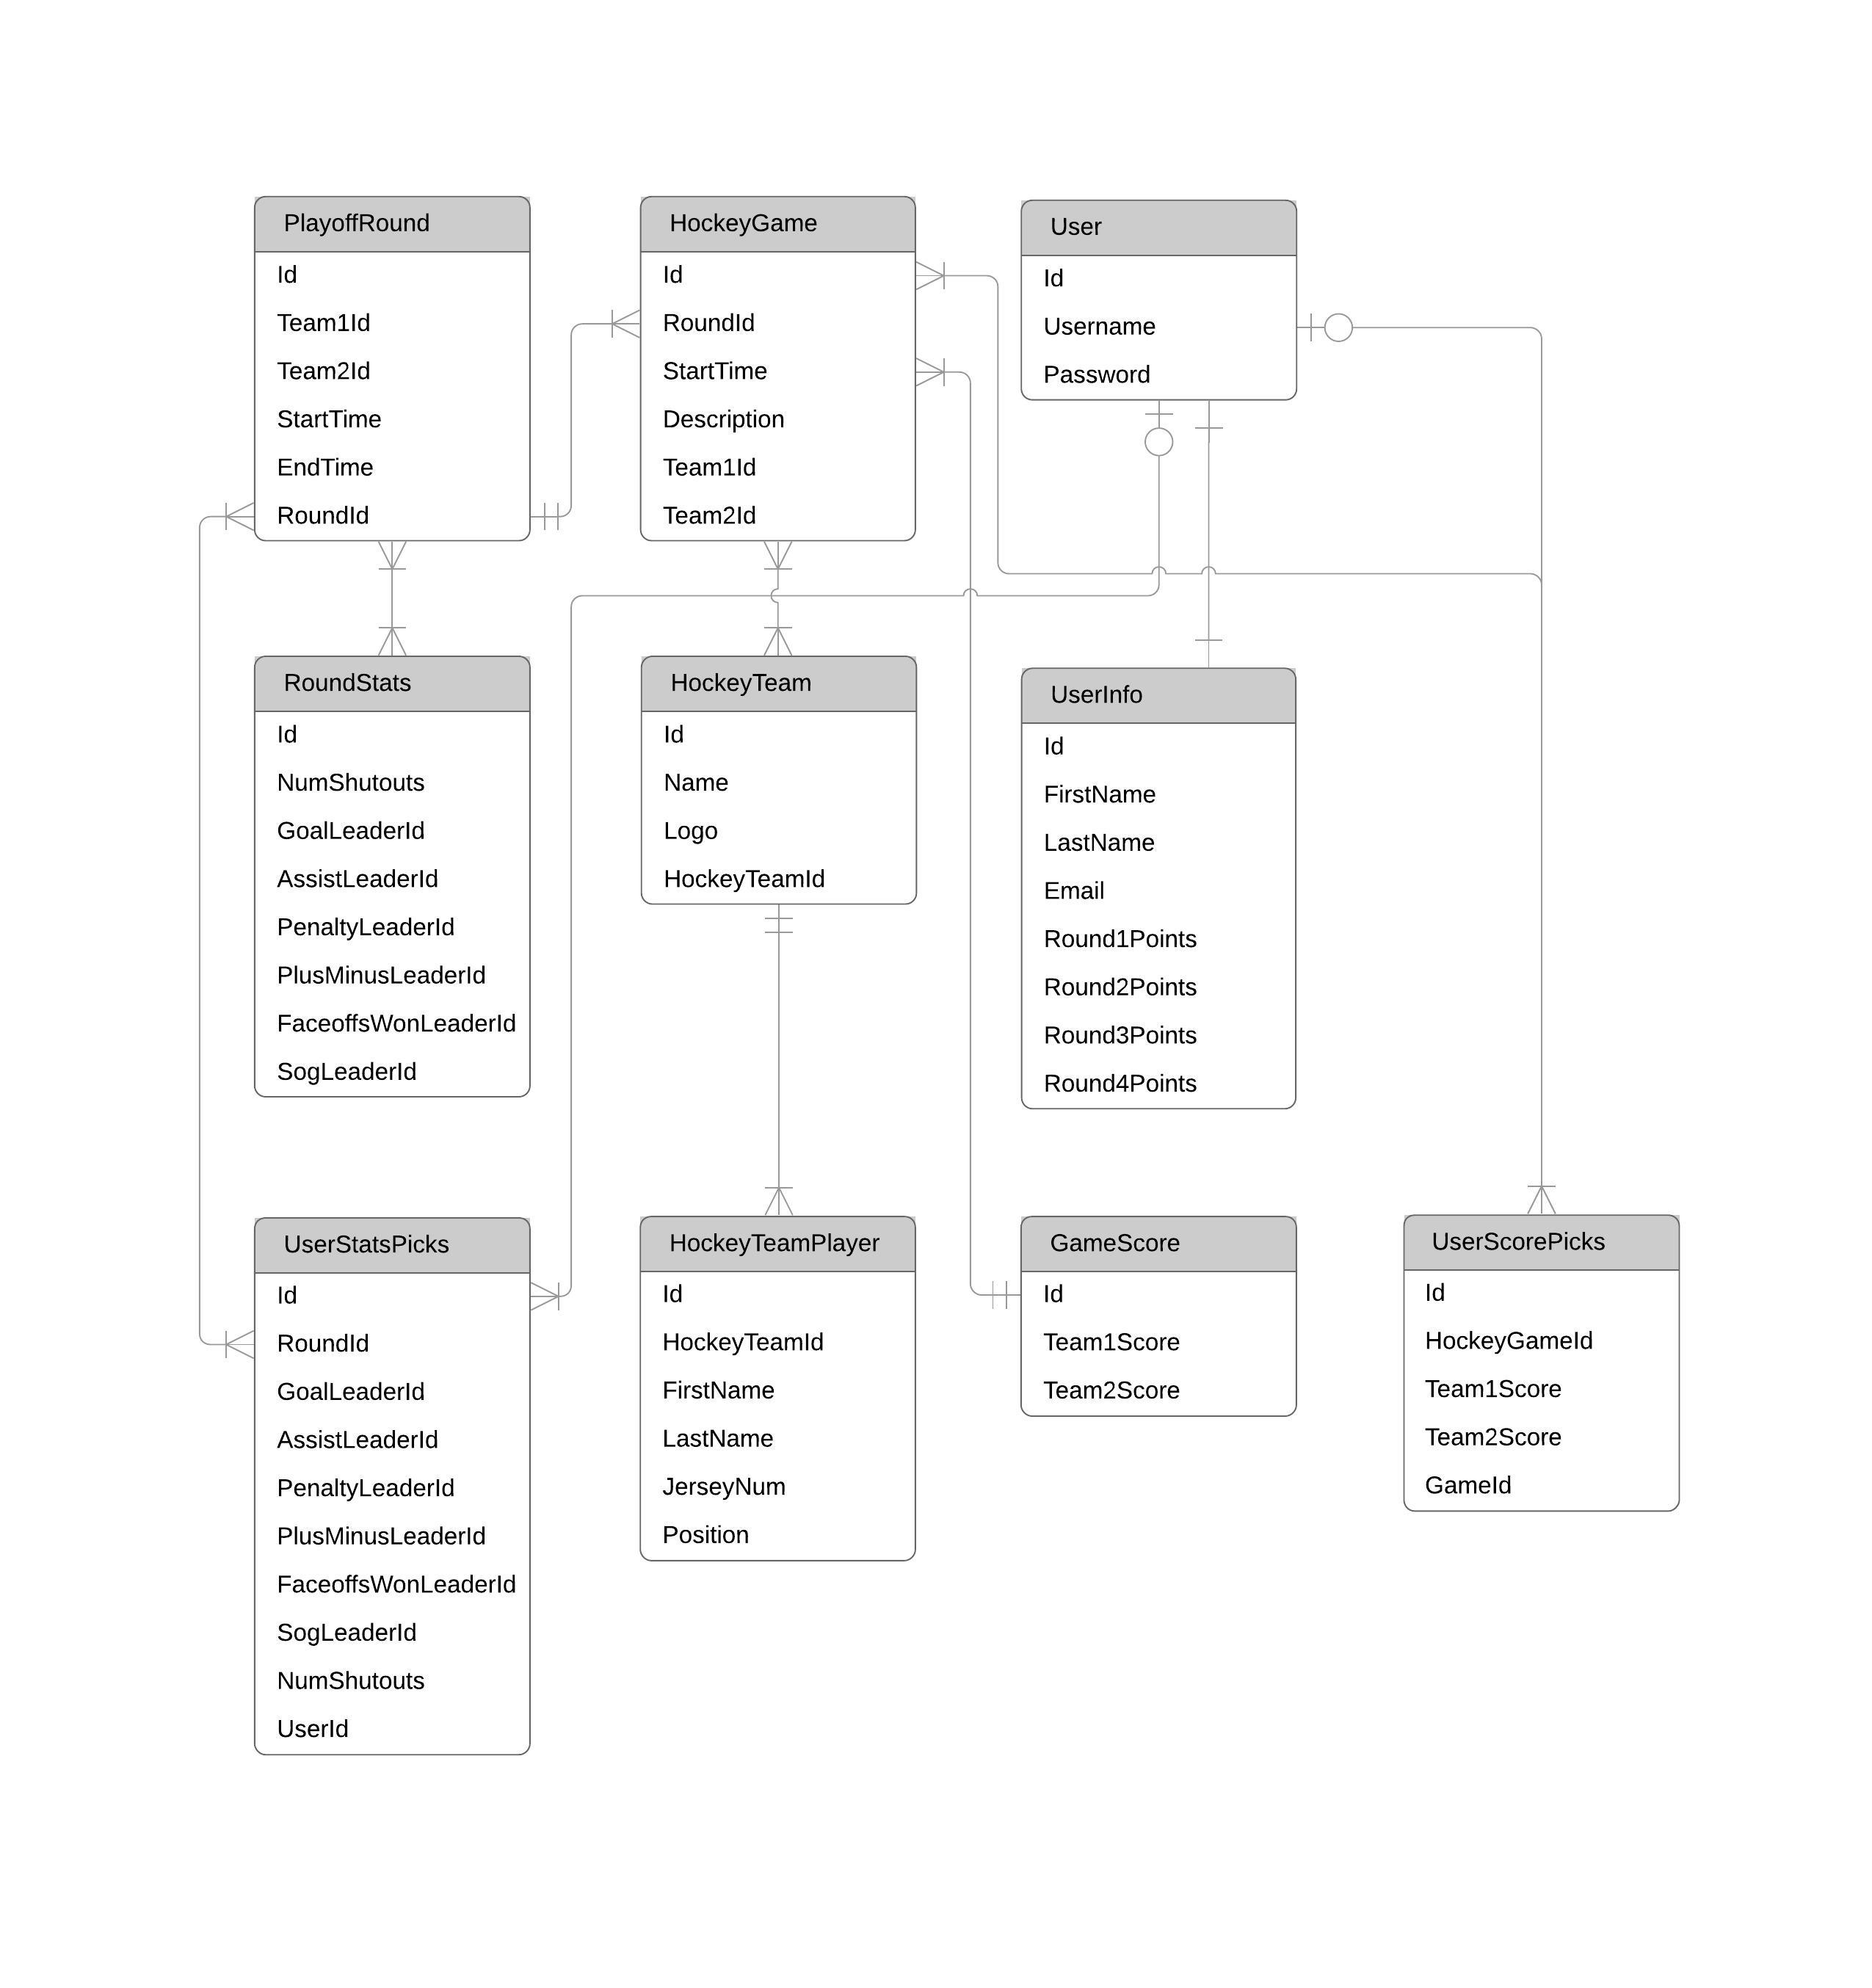 PlayoffRound
Id
Team1Id
Team2Id
StartTime
EndTime
RoundId
HockeyGame
Id
RoundId
StartTime
Description
Team1Id
Team2Id
User
Id
Username
Password
RoundStats
Id
NumShutouts
GoalLeaderId
AssistLeaderId
PenaltyLeaderId
PlusMinusLeaderId
FaceoffsWonLeaderId
SogLeaderId
HockeyTeam
Id
Name
Logo
HockeyTeamId
UserInfo
Id
FirstName
LastName
Email
Round1Points
Round2Points
Round3Points
Round4Points
UserStatsPicks
Id
RoundId
GoalLeaderId
AssistLeaderId
PenaltyLeaderId
PlusMinusLeaderId
FaceoffsWonLeaderId
SogLeaderId
NumShutouts
UserId
HockeyTeamPlayer
Id
HockeyTeamId
FirstName
LastName
JerseyNum
Position
GameScore
Id
Team1Score
Team2Score
UserScorePicks
Id
HockeyGameId
Team1Score
Team2Score
GameId